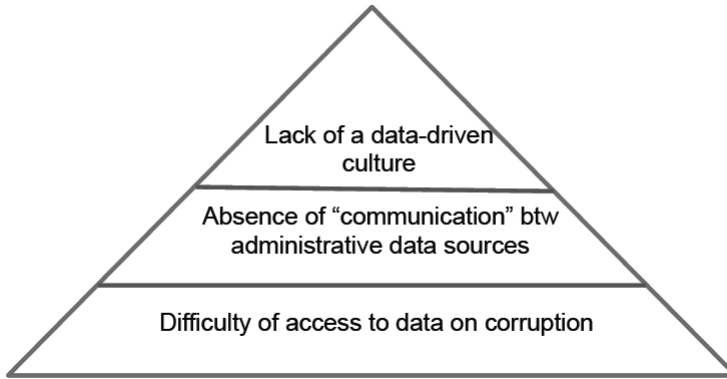 Lack of a data-driven
culture
Absence of “communication” btw
administrative data sources
Difficulty of access to data on corruption